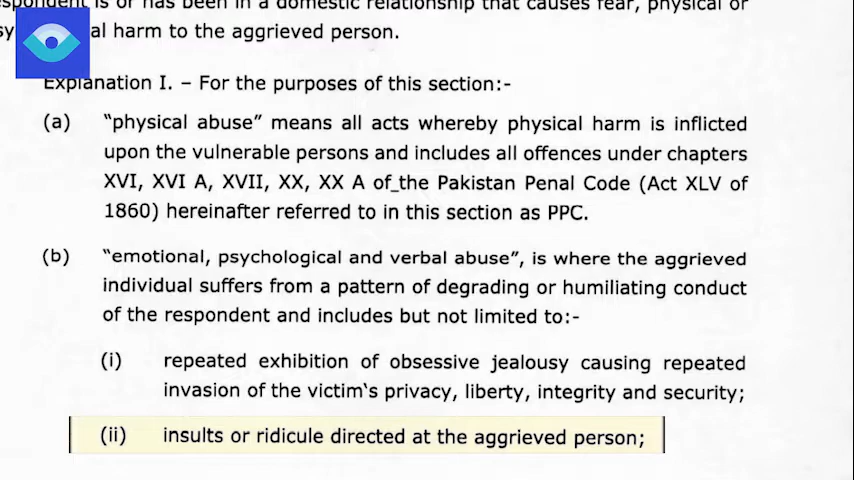 is or has been in a domestic relationship that causes fear, physical or
harm to the aggrieved person.
Explanation I. – For the purposes of this section:-
(a) "physical abuse" means all acts whereby physical harm is inflicted
upon the vulnerable persons and includes all offences under chapters
XVI, XVI A, XVII, XX, XX A of_the Pakistan Penal Code (Act XLV of
1860) hereinafter referred to in this section as PPC.
(b) "emotional, psychological and verbal abuse", is where the aggrieved
individual suffers from a pattern of degrading or humiliating conduct
of the respondent and includes but not limited to:-
(i) repeated exhibition of obsessive jealousy causing repeated
invasion of the victim's privacy, liberty, integrity and security;
(ii) insults or ridicule directed at the aggrieved person;